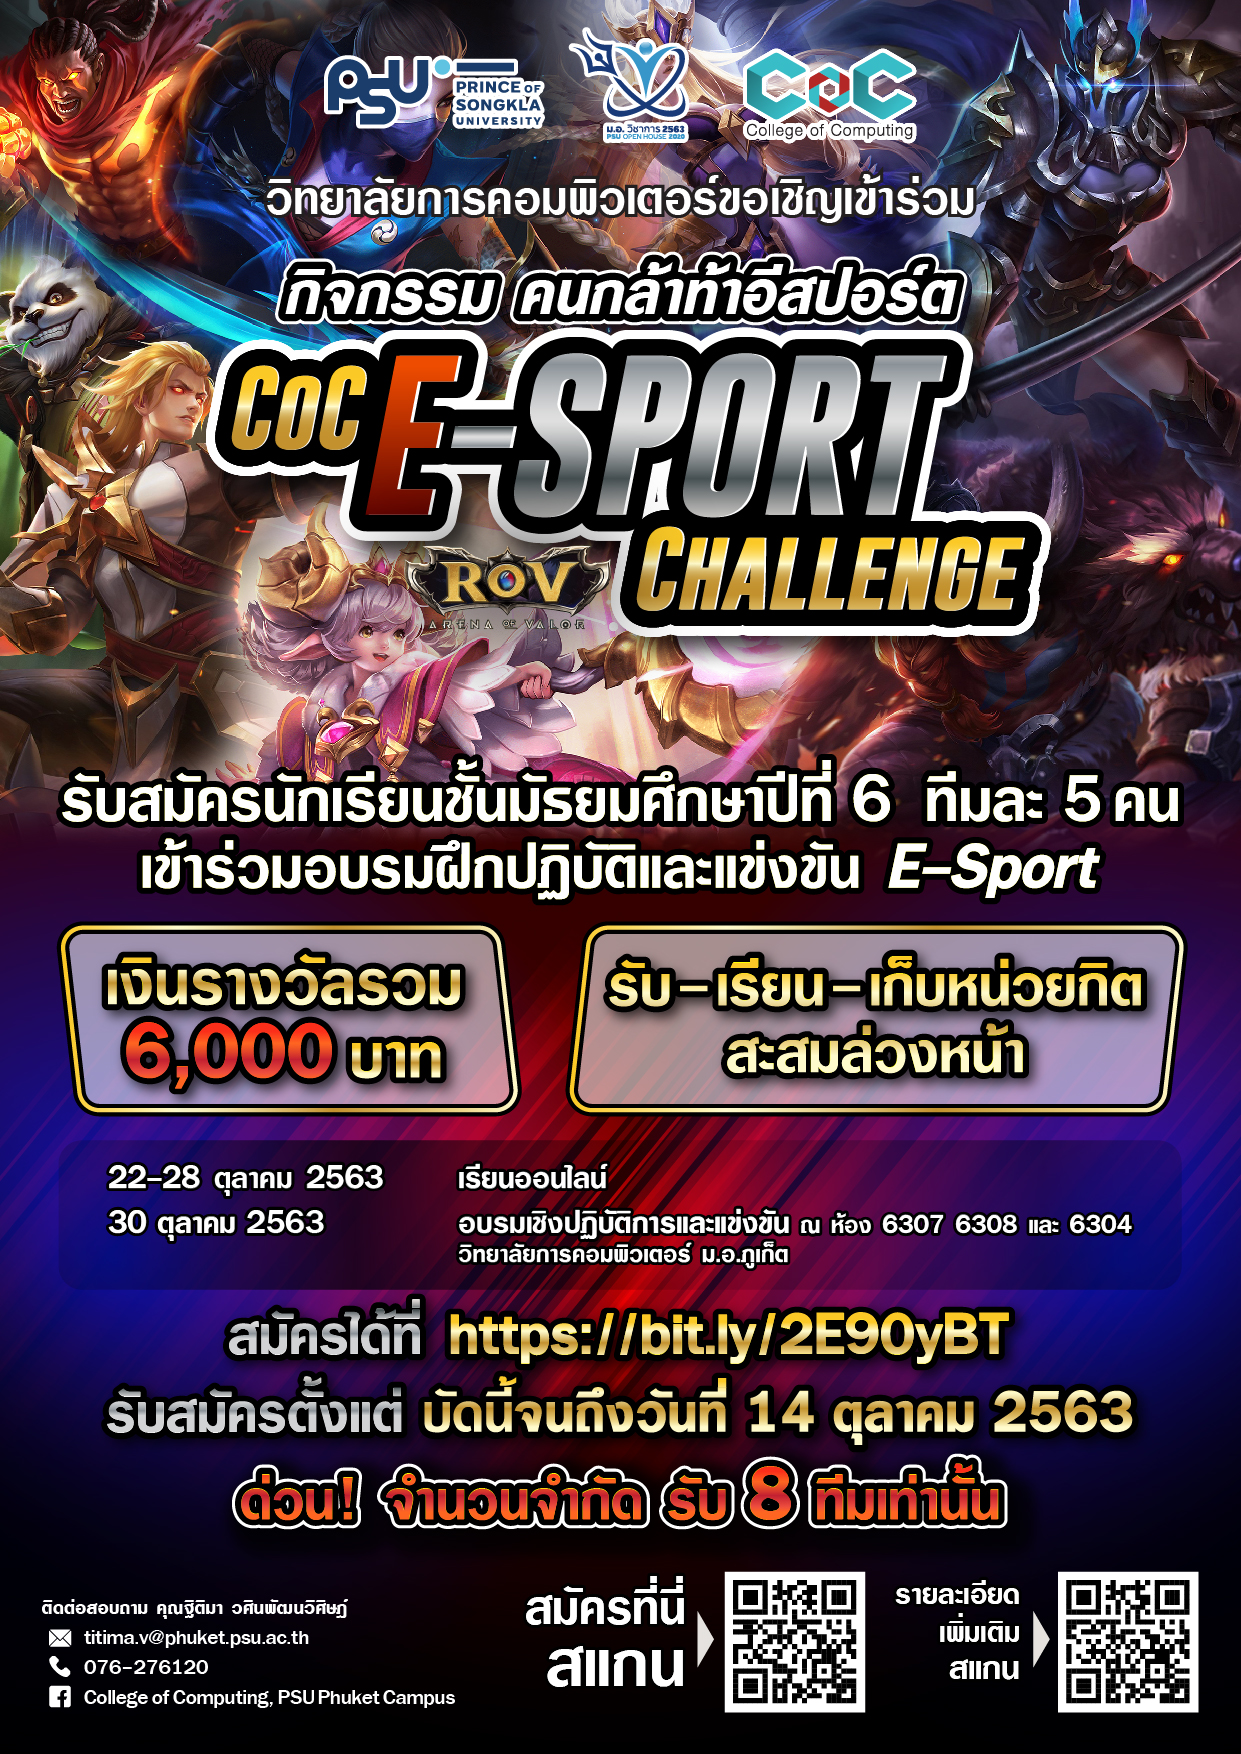 PSU PRINCE OF SONGKLA UNIVERSITY
ม.อ. วิชาการ 2563
PSU OPEN HOUSE 2020
CoC
College of Computing
วิทยาลัยการคอมพิวเตอร์ขอเชิญเข้าร่วม
กิจกรรม คนกล้าท้าอีสปอร์ต
CoC E-SPORT
CHALLENGE
ROV
ARENA OF VALOR
รับสมัครนักเรียนชั้นมัธยมศึกษาปีที่ 6 ทีมละ 5 คน
เข้าร่วมอบรมฝึกปฏิบัติและแข่งขัน E-Sport
เงินรางวัลรวม
6,000 บาท
รับ-เรียน-เก็บหน่วยกิต
สะสมล่วงหน้า
22-28 ตุลาคม 2563 เรียนออนไลน์
30 ตุลาคม 2563 อบรมเชิงปฏิบัติการและแข่งขัน ณ ห้อง 6307 6308 และ 6304
วิทยาลัยการคอมพิวเตอร์ ม.อ.ภูเก็ต
สมัครได้ที่ https://bit.ly/2E90yBT
รับสมัครตั้งแต่ บัดนี้จนถึงวันที่ 14 ตุลาคม 2563
ด่วน! จำนวนจำกัด รับ 8 ทีมเท่านั้น
ติดต่อสอบถาม คุณฐิติมา วศินพัฒนวิศิษฏ์
titima.v@phuket.psu.ac.th
076-276120
College of Computing, PSU Phuket Campus
สมัครที่นี่
สแกน
รายละเอียด
เพิ่มเติม
สแกน